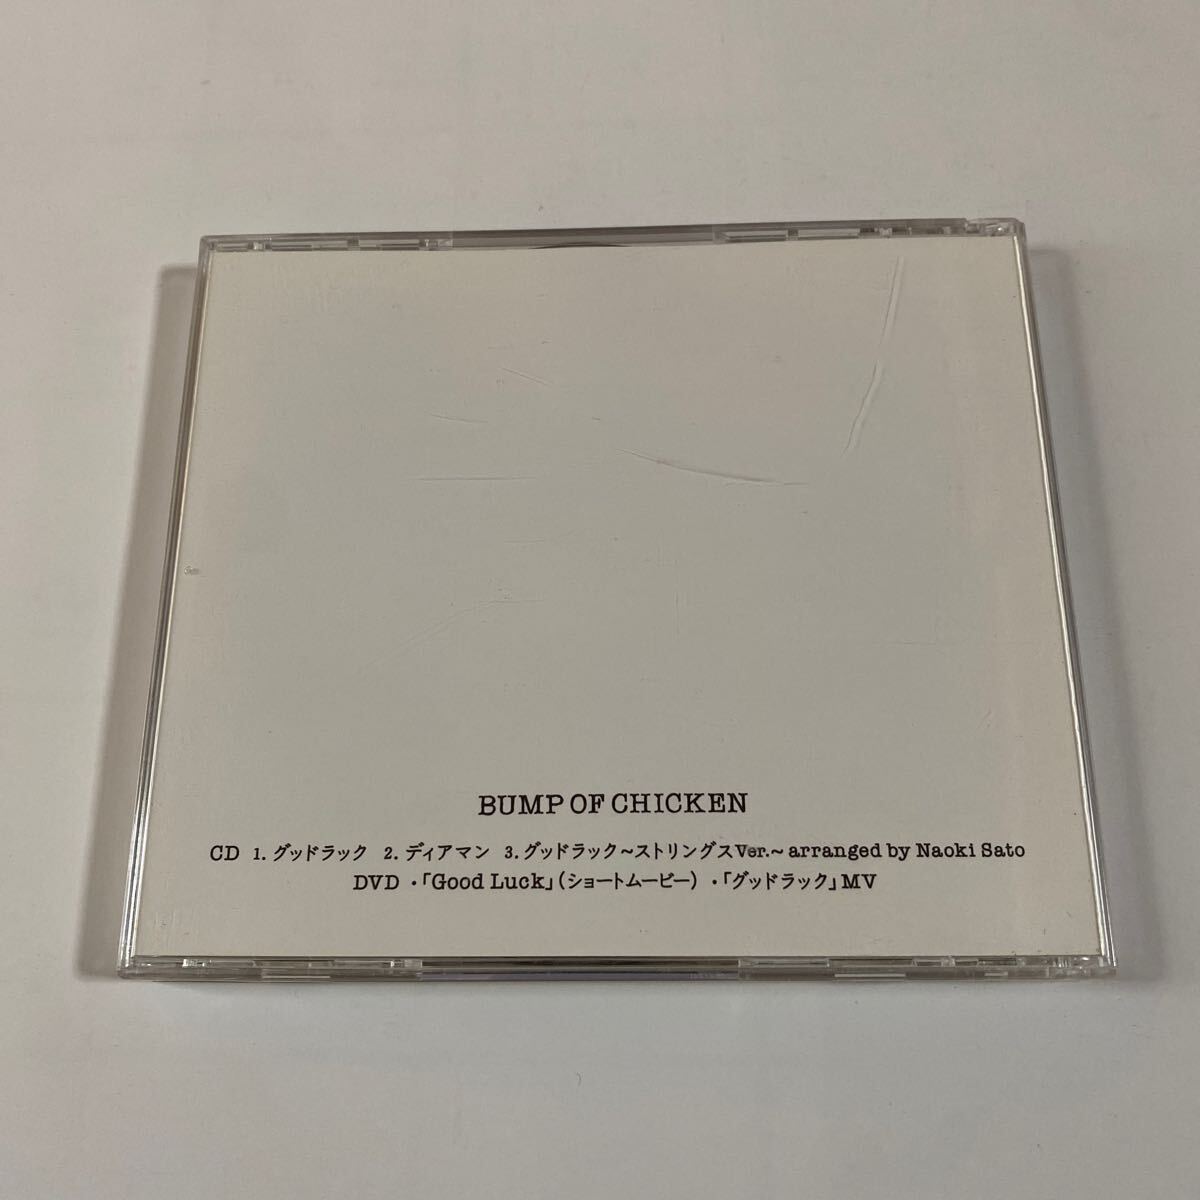 BUMP OF CHICKEN
CD 1. グッドラック 2. ディアマン 3. グッドラック～ストリングスVer.～ arranged by Naoki Sato
DVD ・「Good Luck」（ショートムービー） ・「グッドラック」MV